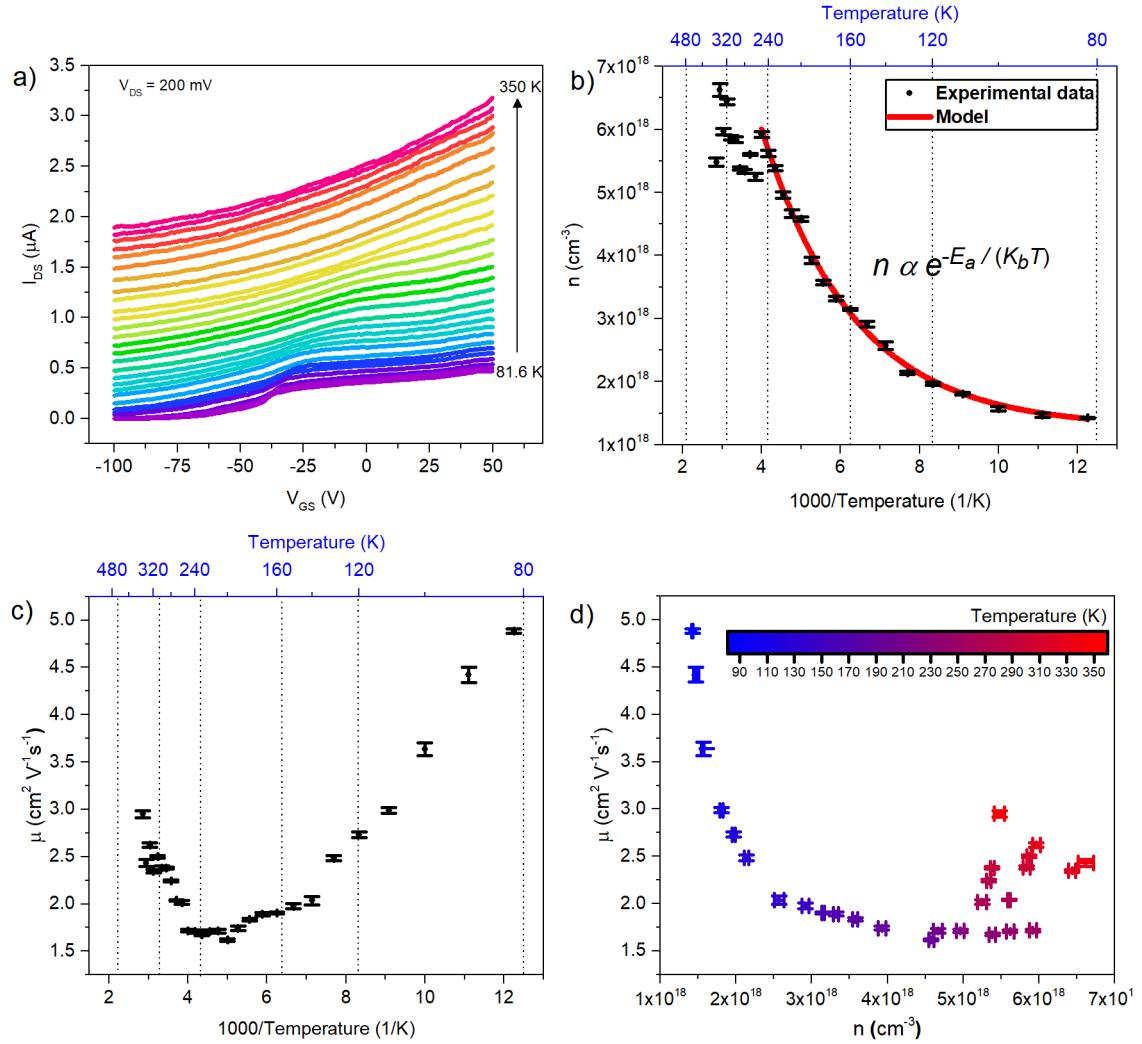 a)
V_DS = 200 mV
350 K
81.6 K
3.5
3.0
2.5
2.0
1.5
1.0
0.5
0.0
I_DS (μA)
-100 -75 -50 -25 0 25 50
V_GS (V)
b)
Temperature (K)
480 320 240 160 120 80
Experimental data
Model
n α e^-E_a / (K_bT)
7x10^18
6x10^18
5x10^18
4x10^18
3x10^18
2x10^18
1x10^18
n (cm^-3)
2 4 6 8 10 12
1000/Temperature (1/K)
c)
Temperature (K)
480 320 240 160 120 80
5.0
4.5
4.0
3.5
3.0
2.5
2.0
1.5
μ (cm^2 V^-1s^-1)
2 4 6 8 10 12
1000/Temperature (1/K)
d)
Temperature (K)
90 110 130 150 170 190 210 230 250 270 290 310 330 350
5.0
4.5
4.0
3.5
3.0
2.5
2.0
1.5
μ (cm^2 V^-1s^-1)
1x10^18 2x10^18 3x10^18 4x10^18 5x10^18 6x10^18 7x10^1
n (cm^-3)